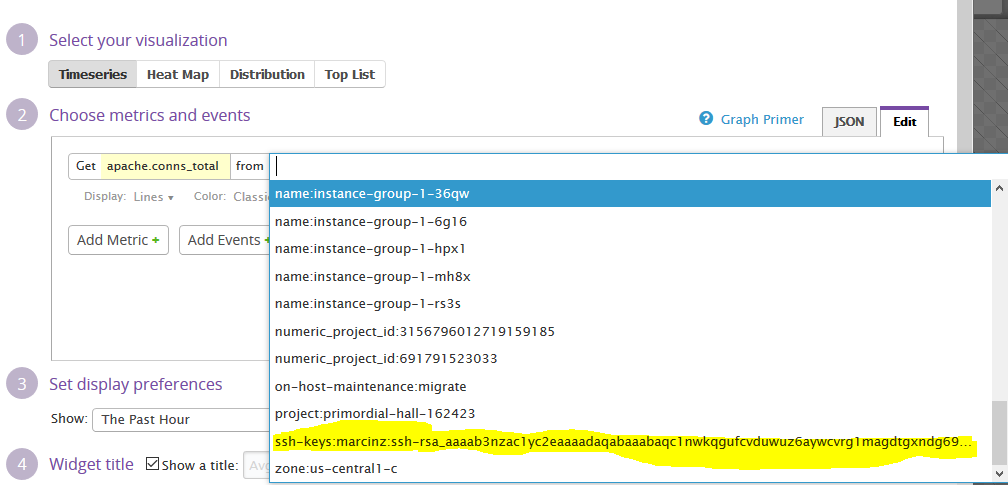 1 Select your visualization
Timeseries Heat Map Distribution Top List
2 Choose metrics and events
? Graph Primer JSON Edit
Get apache.conns_total from
Display: Lines Color: Classi
Add Metric + Add Events +
name:instance-group-1-36qw
name:instance-group-1-6g16
name:instance-group-1-hpx1
name:instance-group-1-mh8x
name:instance-group-1-rs3s
numeric_project_id:3156796012719159185
numeric_project_id:691791523033
on-host-maintenance:migrate
project:primordial-hall-162423
ssh-keys:marcinz:ssh-rsa_aaaab3nzac1yc2eaaaadaqabaaabaqc1nwkqgufcvduwuz6aywcvrg1magdtgxndg69...
zone:us-central1-c
3 Set display preferences
Show: The Past Hour
4 Widget title Show a title: Avg